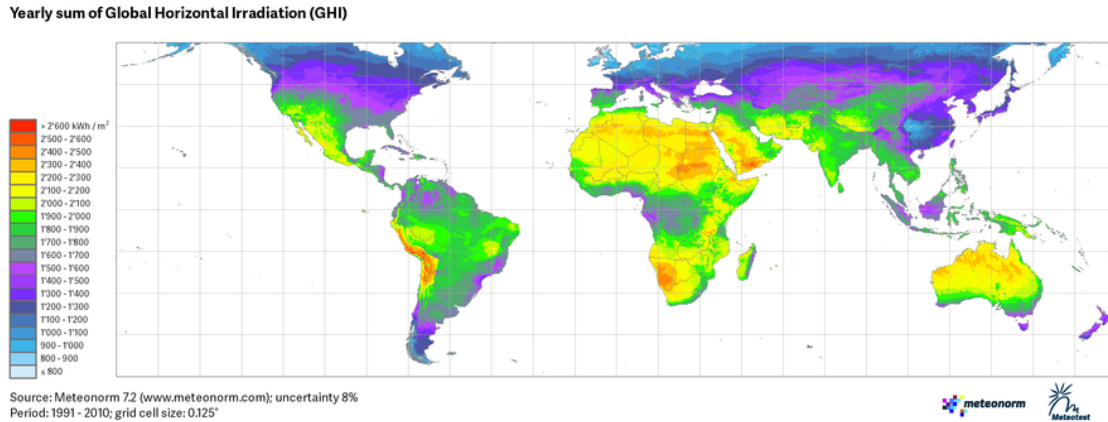 Yearly sum of Global Horizontal Irradiation (GHI)
> 2'600 kWh / m²
2'500 - 2'600
2'400 - 2'500
2'300 - 2'400
2'200 - 2'300
2'100 - 2'200
2'000 - 2'100
1'900 - 2'000
1'800 - 1'900
1'700 - 1'800
1'600 - 1'700
1'500 - 1'600
1'400 - 1'500
1'300 - 1'400
1'200 - 1'300
1'100 - 1'200
1'000 - 1'100
900 - 1'000
800 - 900
≤ 800
Source: Meteonorm 7.2 (www.meteonorm.com); uncertainty 8%
Period: 1991 - 2010; grid cell size: 0.125°
meteonorm
Meteotest